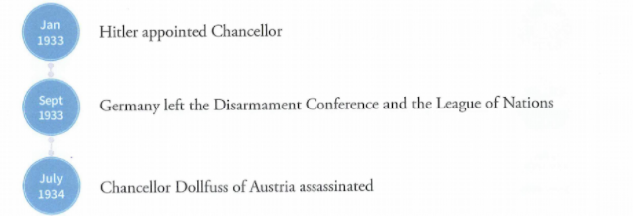 Jan
1933
Hitler appointed Chancellor
Sept
1933
Germany left the Disarmament Conference and the League of Nations
July
1934
Chancellor Dollfuss of Austria assassinated